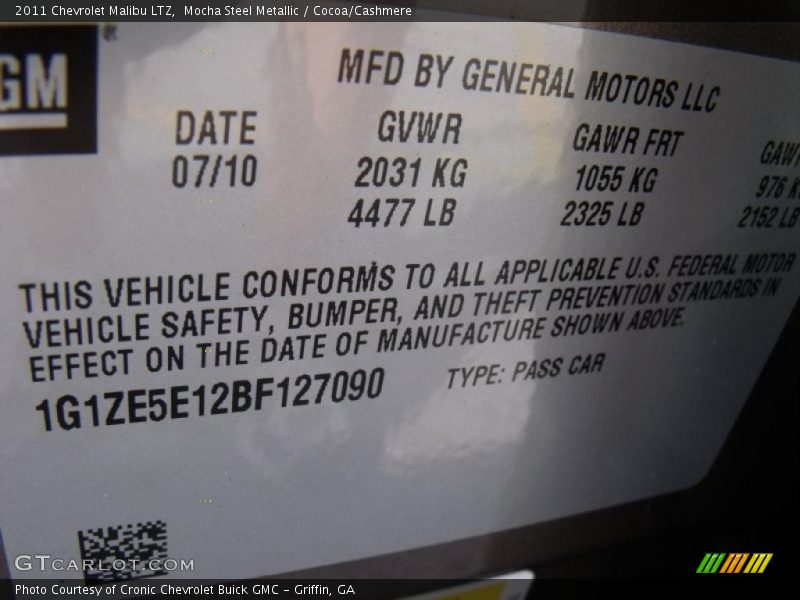 2011 Chevrolet Malibu LTZ, Mocha Steel Metallic / Cocoa/Cashmere
GM ®
MFD BY GENERAL MOTORS LLC
DATE GVWR GAWR FRT GAWR
07/10 2031 KG 1055 KG 976 K
4477 LB 2325 LB 2152 LB
THIS VEHICLE CONFORMS TO ALL APPLICABLE U.S. FEDERAL MOTOR
VEHICLE SAFETY, BUMPER, AND THEFT PREVENTION STANDARDS IN
EFFECT ON THE DATE OF MANUFACTURE SHOWN ABOVE.
1G1ZE5E12BF127090 TYPE: PASS CAR
GTCARLOT.COM
Photo Courtesy of Cronic Chevrolet Buick GMC – Griffin, GA